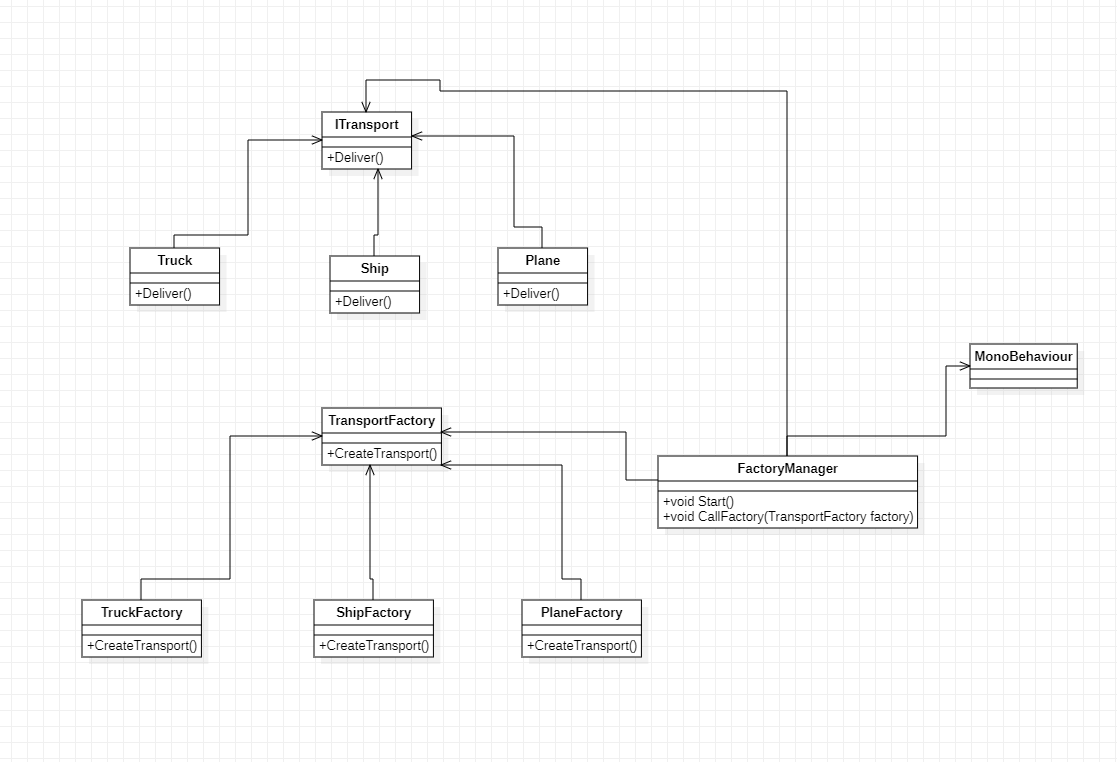 ITransport
+Deliver()
Truck
+Deliver()
Ship
+Deliver()
Plane
+Deliver()
MonoBehaviour
TransportFactory
+CreateTransport()
FactoryManager
+void Start()
+void CallFactory(TransportFactory factory)
TruckFactory
+CreateTransport()
ShipFactory
+CreateTransport()
PlaneFactory
+CreateTransport()